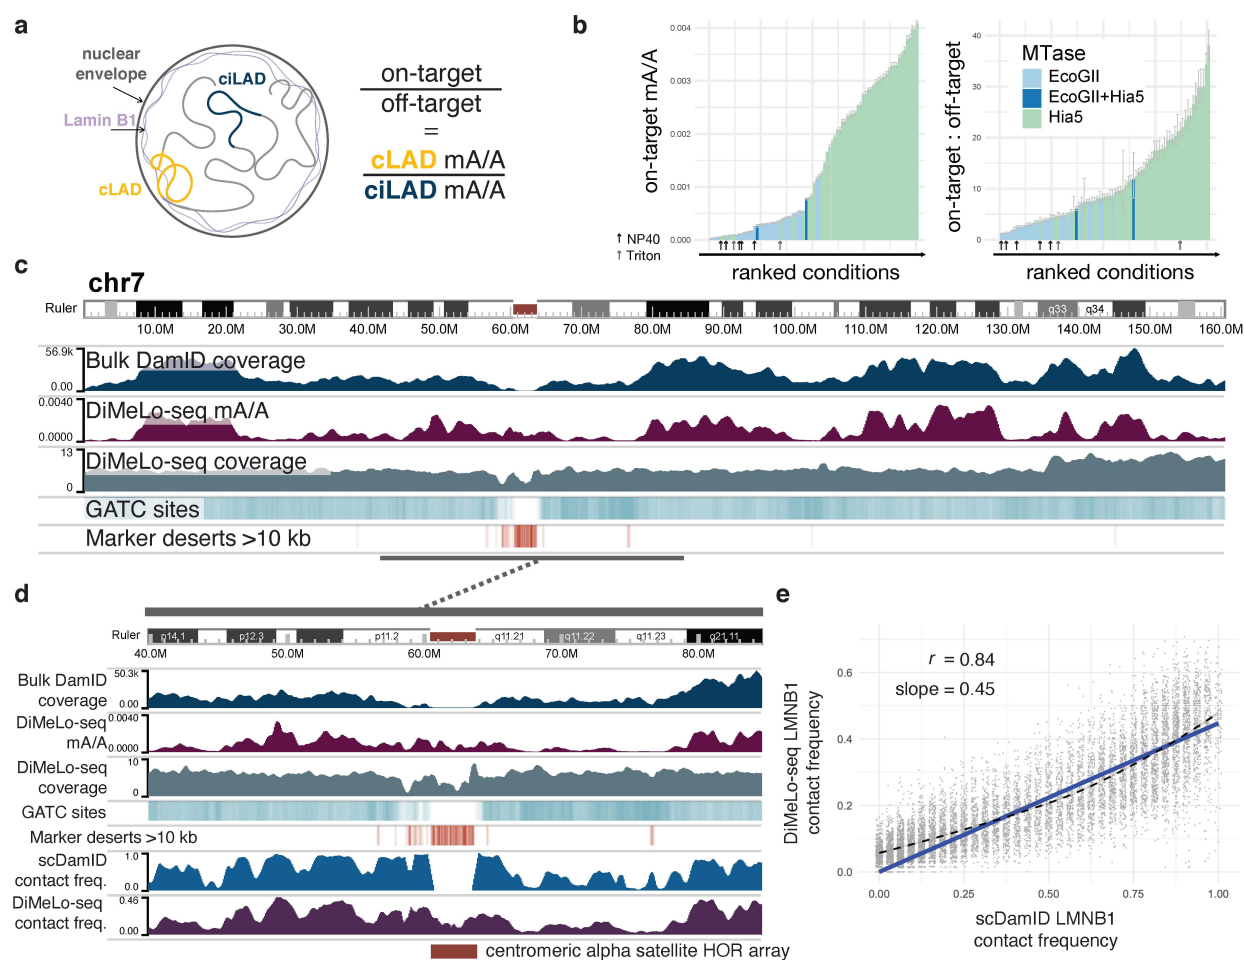 a
nuclear
envelope
Lamin B1
cLAD
ciLAD
on-target
off-target
=
cLAD mA/A
ciLAD mA/A
b
on-target mA/A
0.004
0.003
0.002
0.001
0.000
↑ NP40
↑ Triton
ranked conditions
on-target : off-target
40
30
20
10
0
MTase
EcoGII
EcoGII+Hia5
Hia5
ranked conditions
c
chr7
Ruler
q33
q34
10.0M 20.0M 30.0M 40.0M 50.0M 60.0M 70.0M 80.0M 90.0M 100.0M 110.0M 120.0M 130.0M 140.0M 150.0M 160.0M
56.9k
0.00
Bulk DamID coverage
0.0040
0.0000
DiMeLo-seq mA/A
13
0
DiMeLo-seq coverage
GATC sites
Marker deserts >10 kb
d
Ruler
p14.1 p12.3 p11.2 q11.21 q11.22 q11.23 q21.11
40.0M 50.0M 60.0M 70.0M 80.0M
Bulk DamID
coverage
50.3k
0.00
DiMeLo-seq
mA/A
0.0040
0.0000
DiMeLo-seq
coverage
10
0
GATC sites
Marker deserts >10 kb
scDamID
contact freq.
1.0
0.0
DiMeLo-seq
contact freq.
0.46
0.00
centromeric alpha satellite HOR array
e
r = 0.84
slope = 0.45
DiMeLo-seq LMNB1
contact frequency
0.6
0.4
0.2
0.0
0.00 0.25 0.50 0.75 1.00
scDamID LMNB1
contact frequency